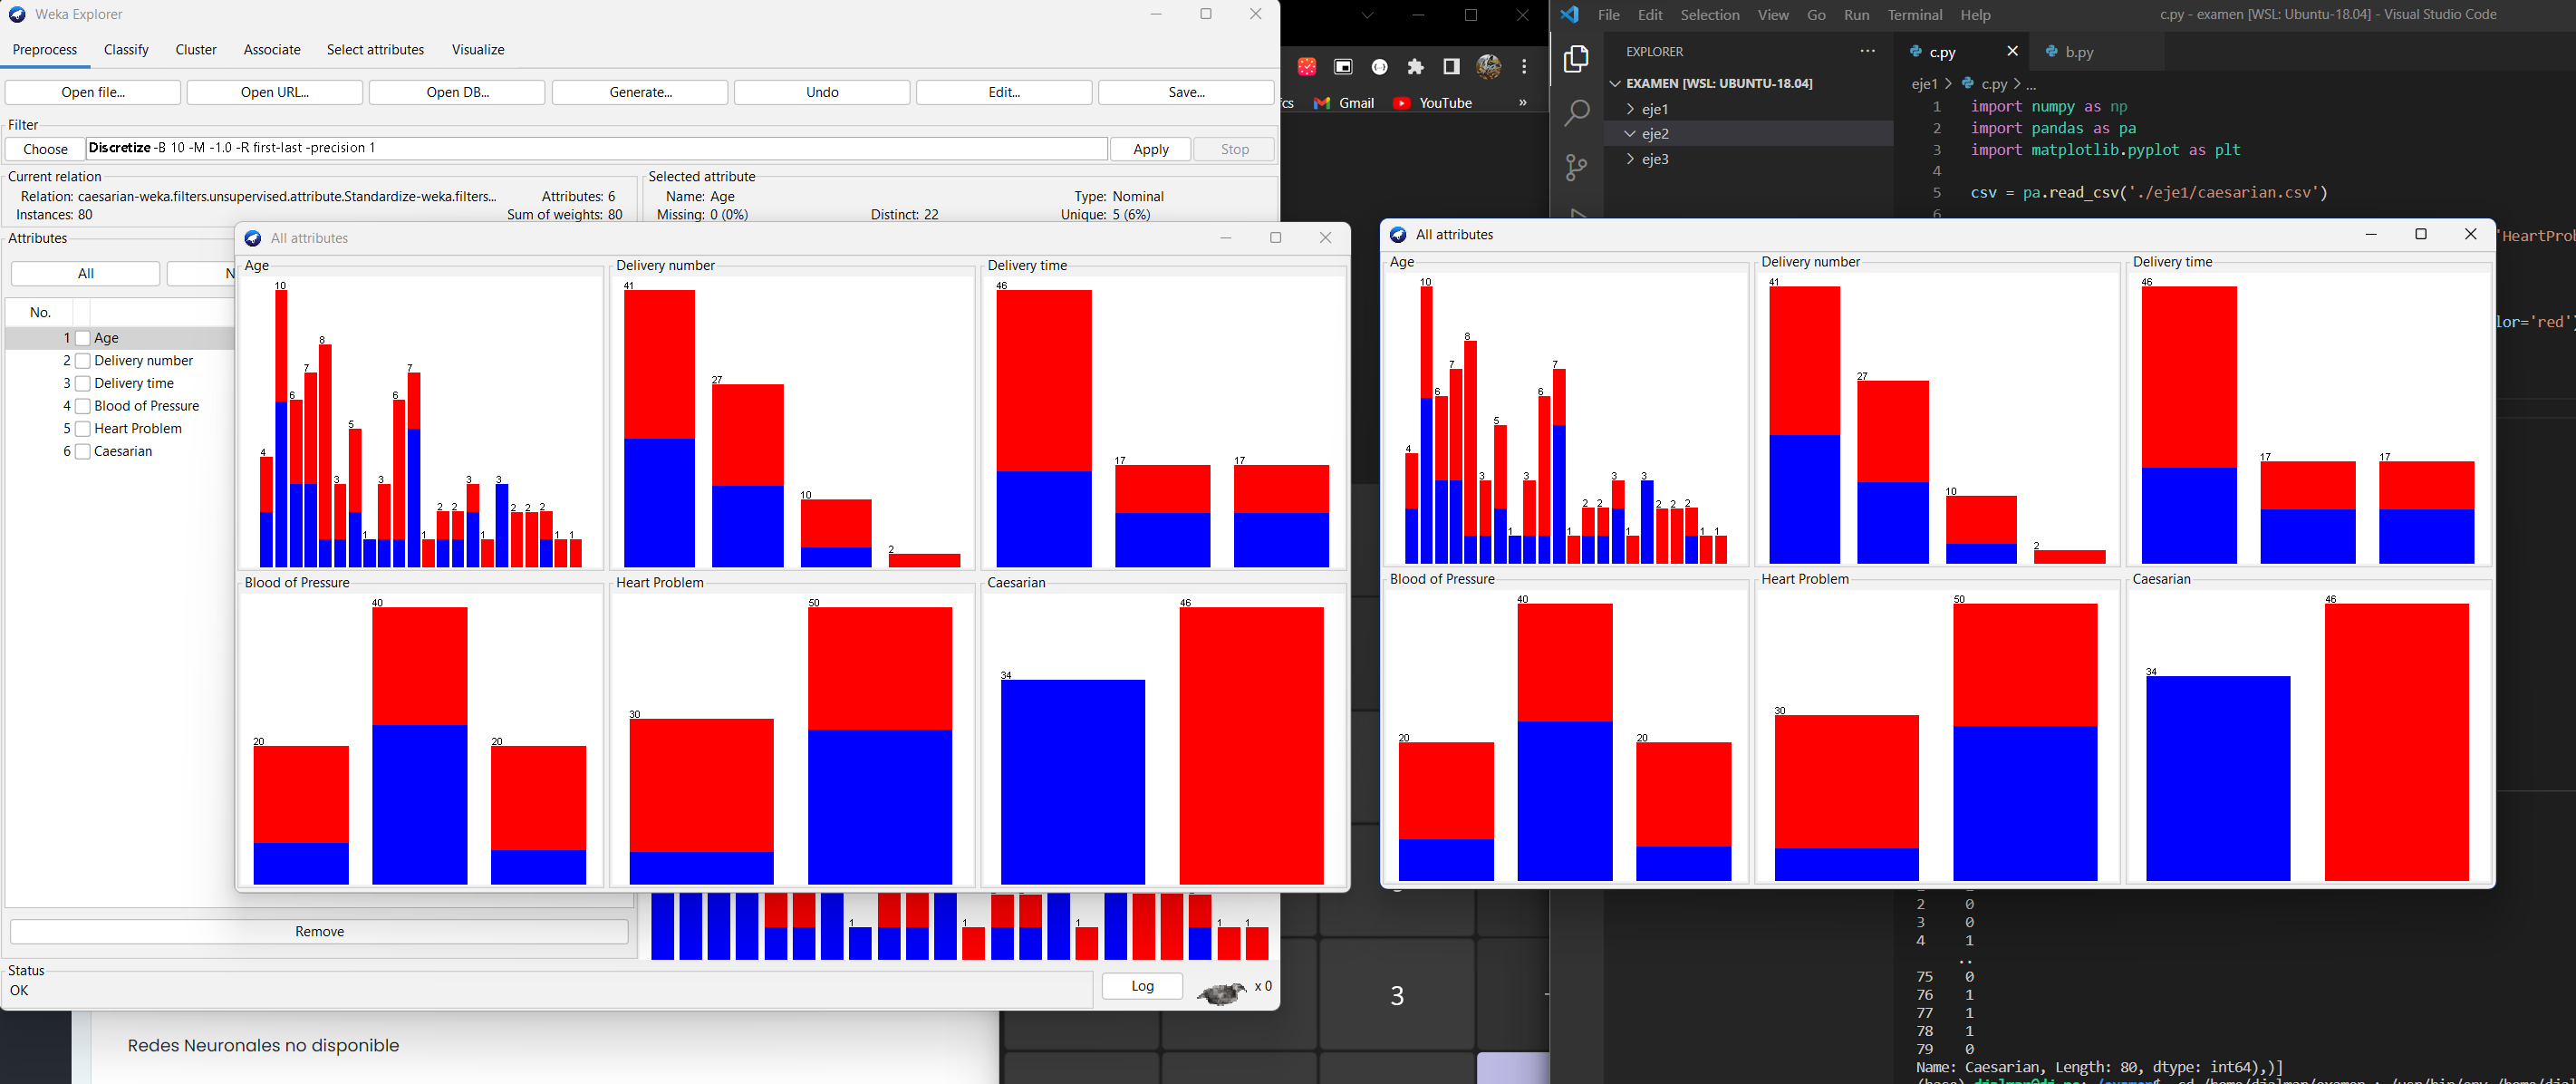 Weka Explorer
Preprocess Classify Cluster Associate Select attributes Visualize
Open file... Open URL... Open DB... Generate... Undo Edit... Save...
Filter
Choose Discretize -B 10 -M -1.0 -R first-last -precision 1 Apply Stop
Current relation
Relation: caesarian-weka.filters.unsupervised.attribute.Standardize-weka.filters... Attributes: 6
Instances: 80 Sum of weights: 80
Selected attribute
Name: Age Type: Nominal
Missing: 0 (0%) Distinct: 22 Unique: 5 (6%)
Attributes
All N
No.
1 Age
2 Delivery number
3 Delivery time
4 Blood of Pressure
5 Heart Problem
6 Caesarian
Remove
Status
OK
Log x 0
All attributes
Age
4 10 6 7 8 3 5 1 3 6 7 1 2 2 3 1 3 2 2 2 1 1
Delivery number
41 27 10 2
Delivery time
46 17 17
Blood of Pressure
20 40 20
Heart Problem
30 50
Caesarian
34 46
1 1 1 1 1
Redes Neuronales no disponible
Gmail YouTube »
3
All attributes
Age
4 10 6 7 8 3 5 1 3 6 7 1 2 2 3 1 3 2 2 2 1 1
Delivery number
41 27 10 2
Delivery time
46 17 17
Blood of Pressure
20 40 20
Heart Problem
30 50
Caesarian
34 46
File Edit Selection View Go Run Terminal Help c.py - examen [WSL: Ubuntu-18.04] - Visual Studio Code
EXPLORER ...
EXAMEN [WSL: UBUNTU-18.04]
eje1
eje2
eje3
c.py b.py
eje1 > c.py > ...
1 import numpy as np
2 import pandas as pa
3 import matplotlib.pyplot as plt
4
5 csv = pa.read_csv('./eje1/caesarian.csv')
6
'HeartProb
lor='red')
2 0
3 0
4 1
..
75 0
76 1
77 1
78 1
79 0
Name: Caesarian, Length: 80, dtype: int64),)]